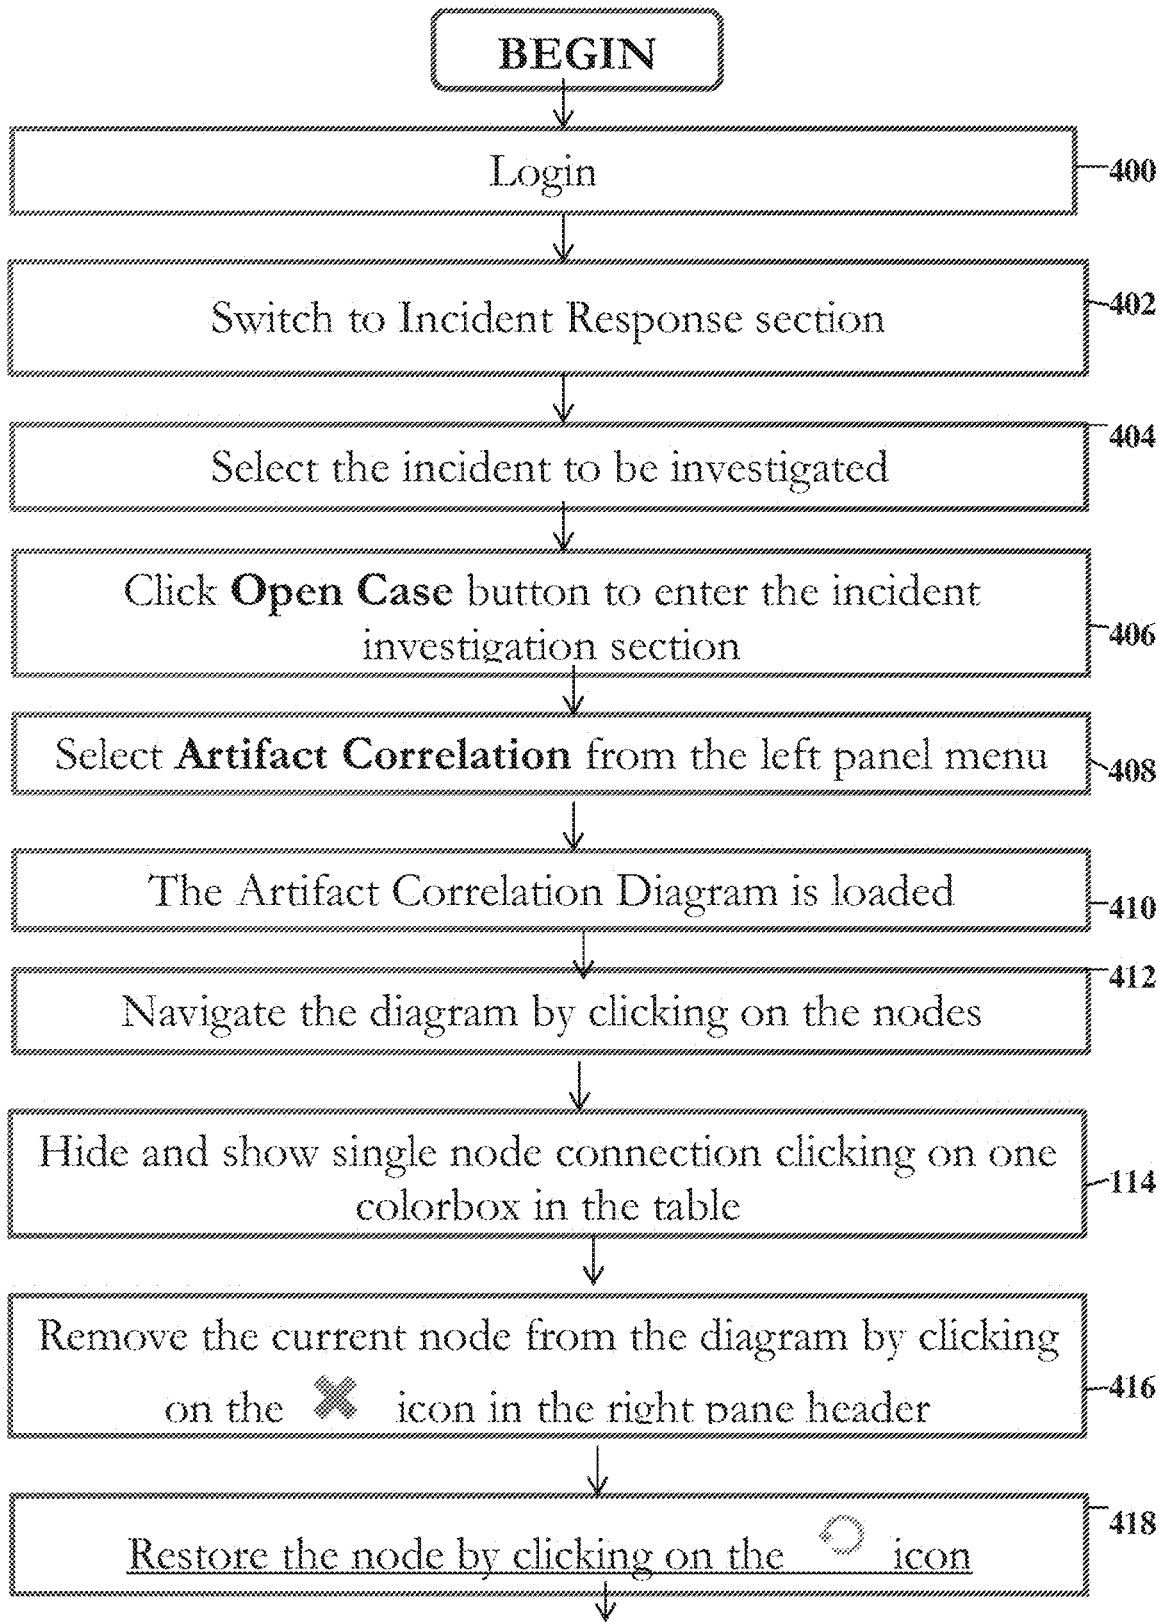 BEGIN
Login
400
Switch to Incident Response section
402
Select the incident to be investigated
404
Click Open Case button to enter the incident
investigation section
406
Select Artifact Correlation from the left panel menu
408
The Artifact Correlation Diagram is loaded
410
Navigate the diagram by clicking on the nodes
412
Hide and show single node connection clicking on one
colorbox in the table
114
Remove the current node from the diagram by clicking
on the icon in the right pane header
416
Restore the node by clicking on the icon
418